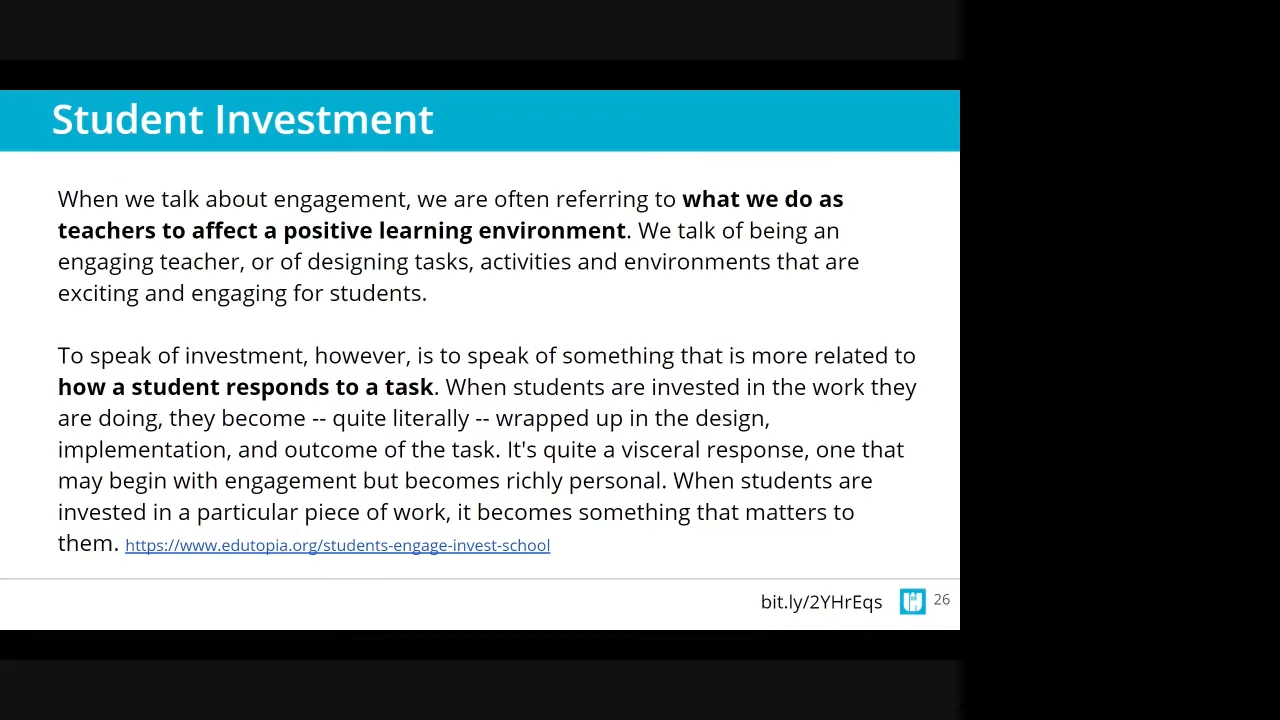 Student Investment
When we talk about engagement, we are often referring to what we do as
teachers to affect a positive learning environment. We talk of being an
engaging teacher, or of designing tasks, activities and environments that are
exciting and engaging for students.
To speak of investment, however, is to speak of something that is more related to
how a student responds to a task. When students are invested in the work they
are doing, they become -- quite literally -- wrapped up in the design,
implementation, and outcome of the task. It's quite a visceral response, one that
may begin with engagement but becomes richly personal. When students are
invested in a particular piece of work, it becomes something that matters to
them. https://www.edutopia.org/students-engage-invest-school
bit.ly/2YHrEqs 26